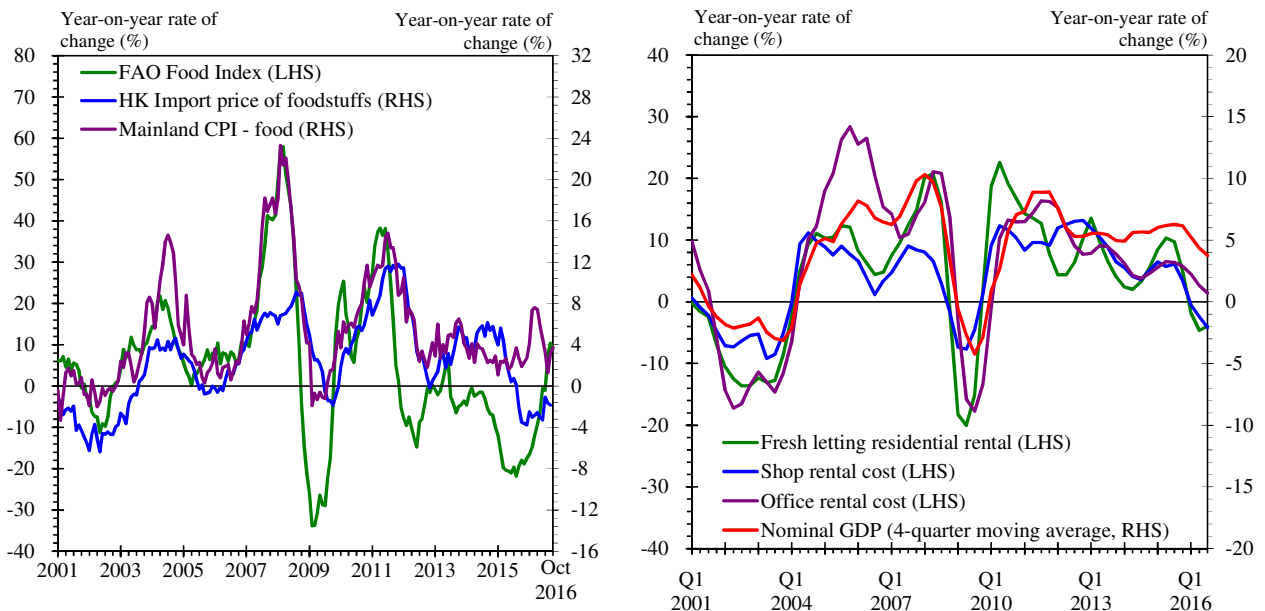 Year-on-year rate of
change (%)
Year-on-year rate of
change (%)
80
70
60
50
40
30
20
10
0
-10
-20
-30
-40
32
28
24
20
16
12
8
4
0
-4
-8
-12
-16
FAO Food Index (LHS)
HK Import price of foodstuffs (RHS)
Mainland CPI - food (RHS)
2001 2003 2005 2007 2009 2011 2013 2015 Oct
2016
Year-on-year rate of
change (%)
Year-on-year rate of
change (%)
40
30
20
10
0
-10
-20
-30
-40
20
15
10
5
0
-5
-10
-15
-20
Fresh letting residential rental (LHS)
Shop rental cost (LHS)
Office rental cost (LHS)
Nominal GDP (4-quarter moving average, RHS)
Q1 Q1 Q1 Q1 Q1 Q1
2001 2004 2007 2010 2013 2016